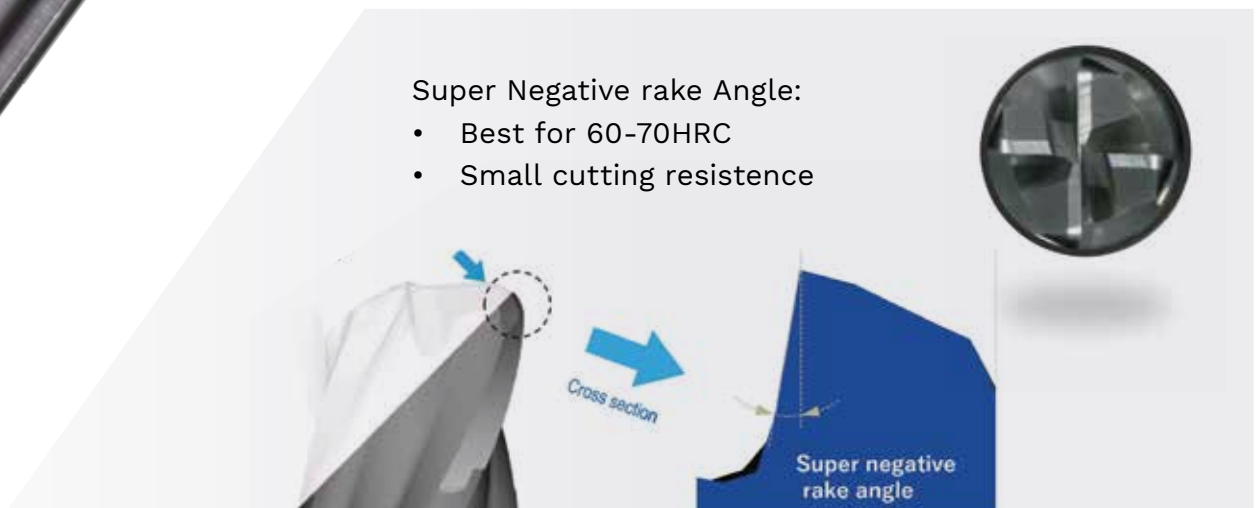 Super Negative rake Angle:
• Best for 60-70HRC
• Small cutting resistence
Cross section
Super negative
rake angle